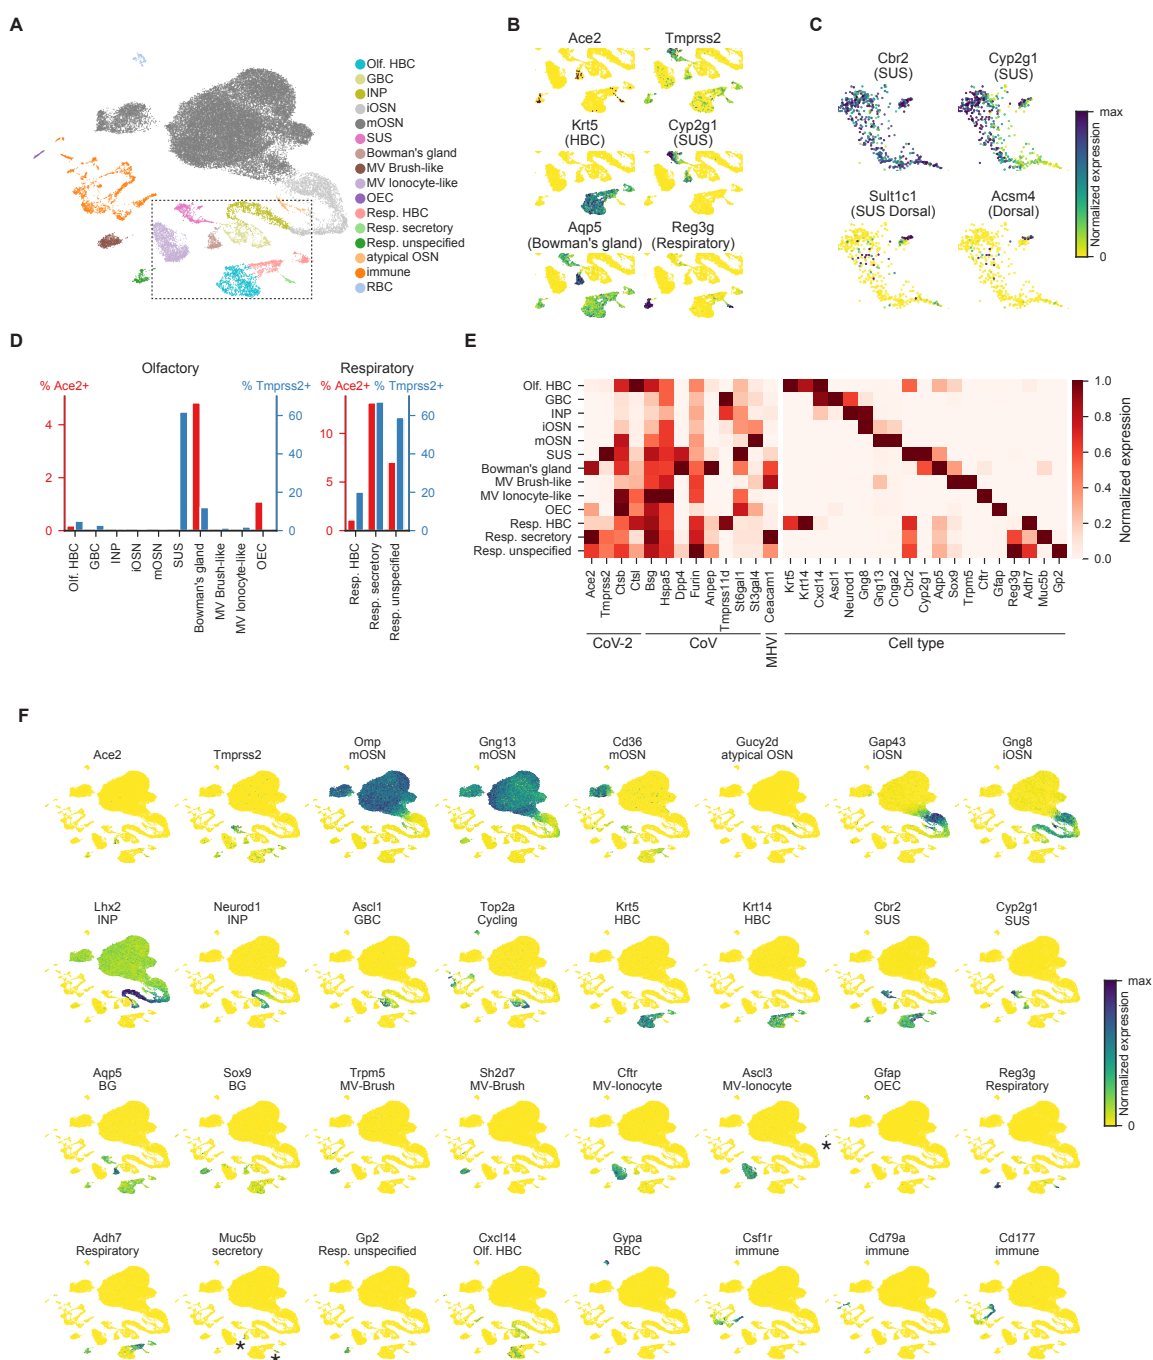 A
Olf. HBC
GBC
INP
iOSN
mOSN
SUS
Bowman's gland
MV Brush-like
MV Ionocyte-like
OEC
Resp. HBC
Resp. secretory
Resp. unspecified
atypical OSN
immune
RBC
B
Ace2
Tmprss2
Krt5
(HBC)
Cyp2g1
(SUS)
Aqp5
(Bowman's gland)
Reg3g
(Respiratory)
C
Cbr2
(SUS)
Cyp2g1
(SUS)
Sult1c1
(SUS Dorsal)
Acsm4
(Dorsal)
max
Normalized expression
0
D
Olfactory
% Ace2+
% Tmprss2+
4
2
0
60
40
20
0
Olf. HBC
GBC
INP
iOSN
mOSN
SUS
Bowman's gland
MV Brush-like
MV Ionocyte-like
OEC
Respiratory
% Ace2+
% Tmprss2+
10
5
0
60
40
20
0
Resp. HBC
Resp. secretory
Resp. unspecified
E
Olf. HBC
GBC
INP
iOSN
mOSN
SUS
Bowman's gland
MV Brush-like
MV Ionocyte-like
OEC
Resp. HBC
Resp. secretory
Resp. unspecified
Ace2
Tmprss2
Ctsb
Ctsl
Bsg
Hspa5
Dpp4
Furin
Anpep
Tmprss11d
St6gal1
St3gal4
Ceacam1
Krt5
Krt14
Cxcl14
Ascl1
Neurod1
Gng8
Gng13
Cnga2
Cbr2
Cyp2g1
Aqp5
Sox9
Trpm5
Cftr
Gfap
Reg3g
Adh7
Muc5b
Gp2
CoV-2
CoV
MHV
Cell type
1.0
0.8
0.6
0.4
0.2
0.0
Normalized expression
F
Ace2
Tmprss2
Omp
mOSN
Gng13
mOSN
Cd36
mOSN
Gucy2d
atypical OSN
Gap43
iOSN
Gng8
iOSN
Lhx2
INP
Neurod1
INP
Ascl1
GBC
Top2a
Cycling
Krt5
HBC
Krt14
HBC
Cbr2
SUS
Cyp2g1
SUS
max
Normalized expression
0
Aqp5
BG
Sox9
BG
Trpm5
MV-Brush
Sh2d7
MV-Brush
Cftr
MV-Ionocyte
Ascl3
MV-Ionocyte
Gfap
OEC
*
Reg3g
Respiratory
Adh7
Respiratory
Muc5b
secretory
*
*
Gp2
Resp. unspecified
Cxcl14
Olf. HBC
Gypa
RBC
Csf1r
immune
Cd79a
immune
Cd177
immune